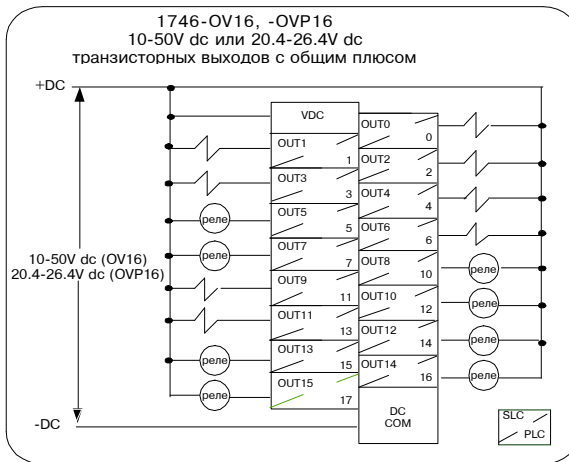 1746-OV16, -OVP16
10-50V dc или 20.4-26.4V dc
транзисторных выходов с общим плюсом
+DC
VDC
OUT0
0
OUT1
1
OUT2
2
OUT3
3
OUT4
4
OUT5
5
реле
OUT6
6
OUT7
7
реле
OUT8
10
реле
10-50V dc (OV16)
20.4-26.4V dc (OVP16)
OUT9
11
OUT10
12
реле
OUT11
13
OUT12
14
реле
OUT13
15
реле
OUT14
16
реле
OUT15
17
реле
-DC
DC
COM
SLC
PLC